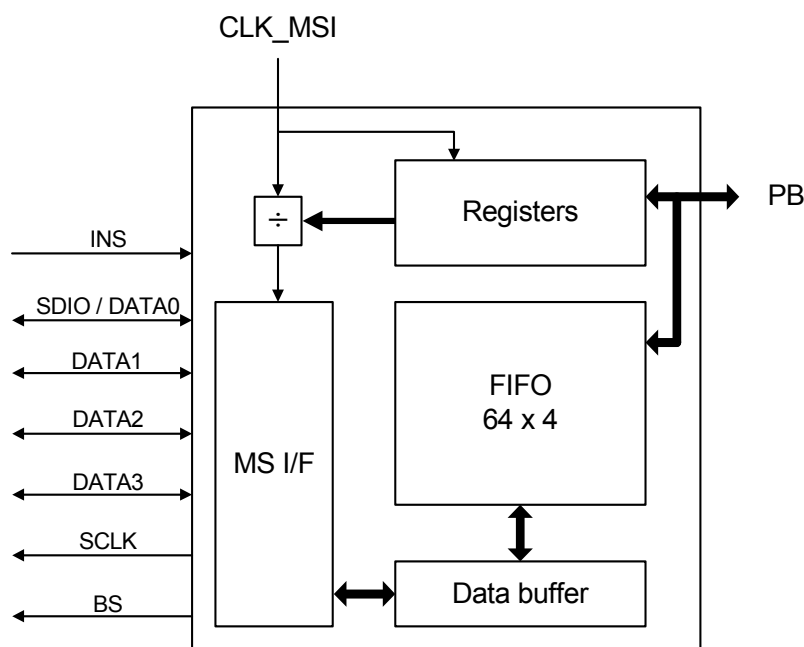 CLK_MSI
÷
Registers
PB
INS
SDIO / DATA0
DATA1
DATA2
DATA3
SCLK
BS
MS I/F
FIFO
64 x 4
Data buffer